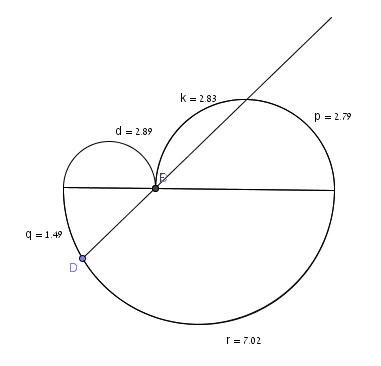 k = 2.83
p = 2.79
d = 2.89
q = 1.49
D
r = 7.02